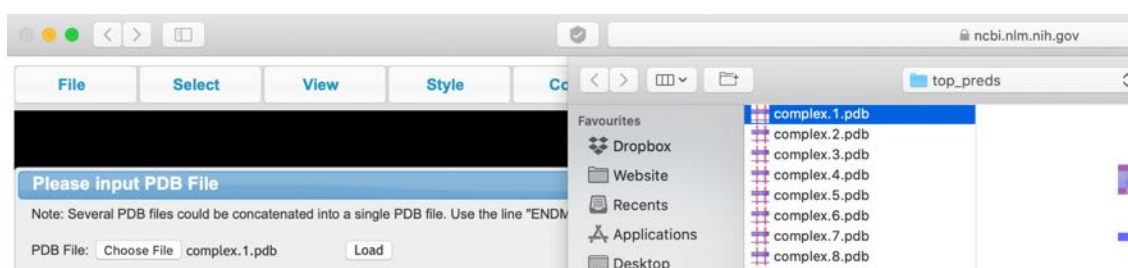 ncbi.nlm.nih.gov
File Select View Style Co
top_preds
Favourites
Dropbox
Website
Recents
Applications
Desktop
complex.1.pdb
complex.2.pdb
complex.3.pdb
complex.4.pdb
complex.5.pdb
complex.6.pdb
complex.7.pdb
complex.8.pdb
Please input PDB File
Note: Several PDB files could be concatenated into a single PDB file. Use the line "ENDM
PDB File: Choose File complex.1.pdb Load